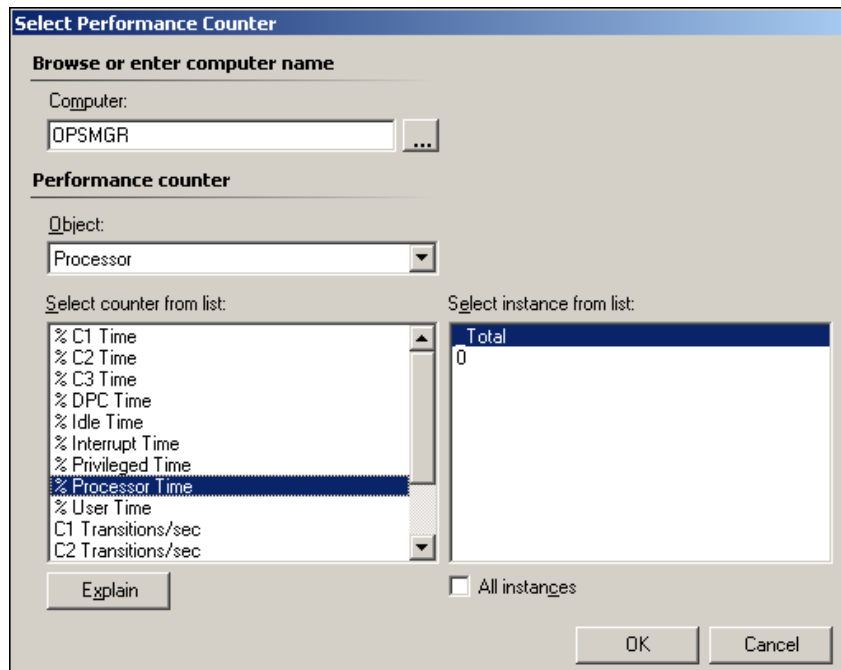 Select Performance Counter
Browse or enter computer name
Computer:
OPSMGR
...
Performance counter
Object:
Processor
Select counter from list:
% C1 Time
% C2 Time
% C3 Time
% DPC Time
% Idle Time
% Interrupt Time
% Privileged Time
% Processor Time
% User Time
C1 Transitions/sec
C2 Transitions/sec
Select instance from list:
_Total
0
Explain
All instances
OK Cancel